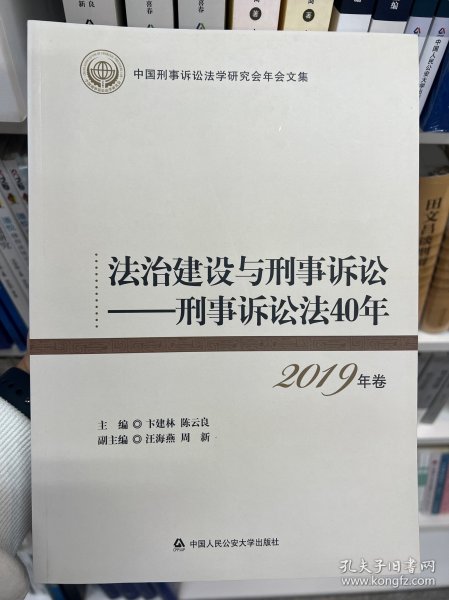 中国刑事诉讼法学研究会年会文集
法治建设与刑事诉讼
——刑事诉讼法40年
2019年卷
主 编 ◎ 卞建林 陈云良
副主编 ◎ 汪海燕 周 新
中国人民公安大学出版社
田文昌
孔夫子旧书网
www.kongfz.com